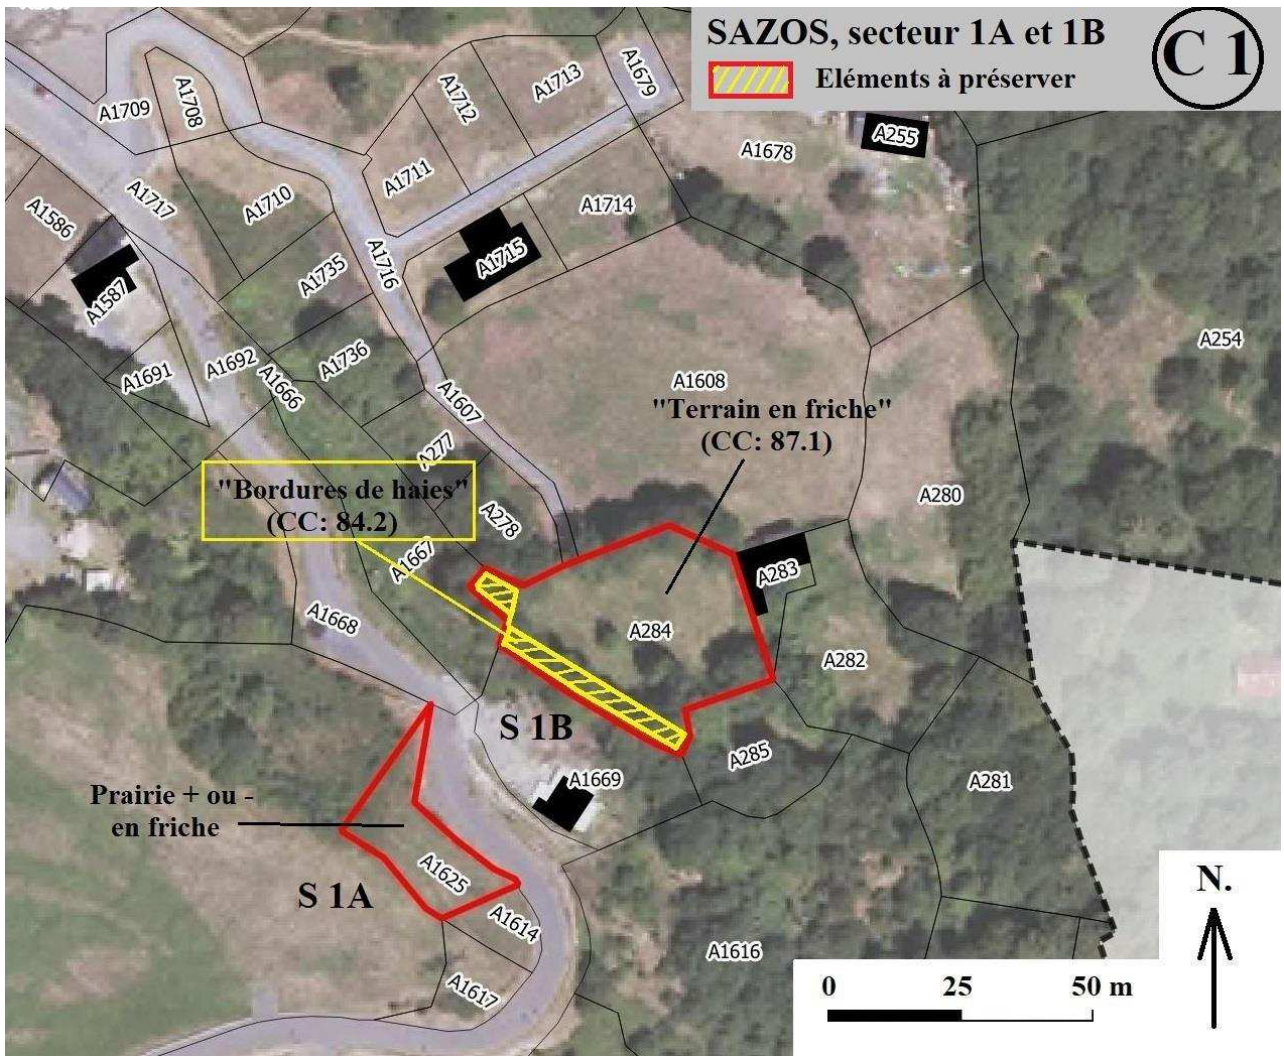 SAZOS, secteur 1A et 1B
Eléments à préserver
C 1
A1709
A1708
A1712
A1713
A1679
A1678
A255
A1586
A1717
A1710
A1711
A1714
A1587
A1735
A1716
A1715
A254
A1691
A1692
A1666
A1736
A1607
A1608
"Terrain en friche"
(CC: 87.1)
A277
"Bordures de haies"
(CC: 84.2)
A278
A280
A1667
A283
A1668
A284
A282
S 1B
A285
A1669
A281
Prairie + ou -
en friche
A1625
S 1A
A1614
A1616
A1617
N.
0 25 50 m